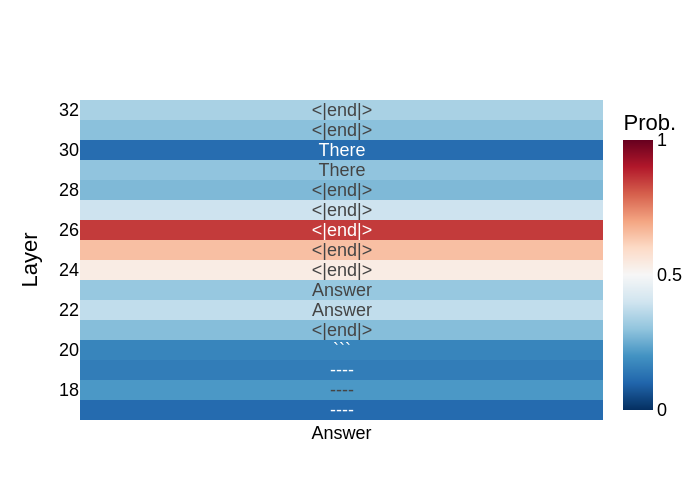 32
<|end|>
<|end|>
Prob.
30
There
1
There
28
<|end|>
<|end|>
26
<|end|>
Layer
<|end|>
24
<|end|>
0.5
Answer
22
Answer
<|end|>
20
```
----
18
----
----
0
Answer